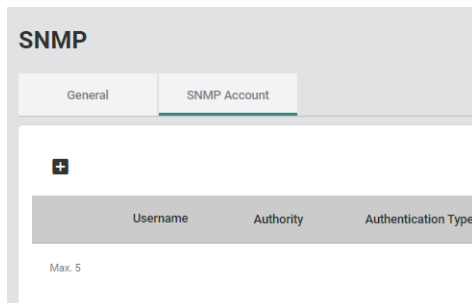 SNMP
General SNMP Account
Username Authority Authentication Type
Max. 5